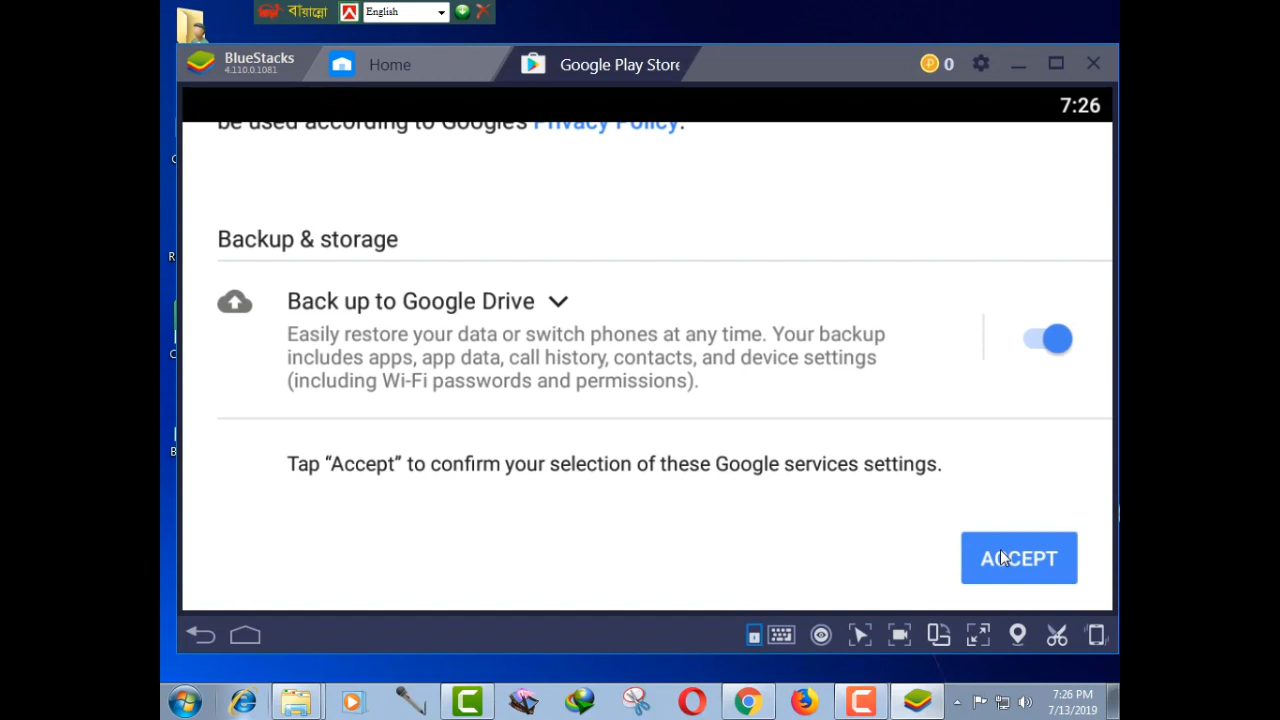 বায়ান্নো English
BlueStacks
4.110.0.1081
Home
Google Play Store
0
7:26
be used according to Google's Privacy Policy.
Backup & storage
Back up to Google Drive
Easily restore your data or switch phones at any time. Your backup
includes apps, app data, call history, contacts, and device settings
(including Wi-Fi passwords and permissions).
Tap “Accept” to confirm your selection of these Google services settings.
ACCEPT
7:26 PM
7/13/2019